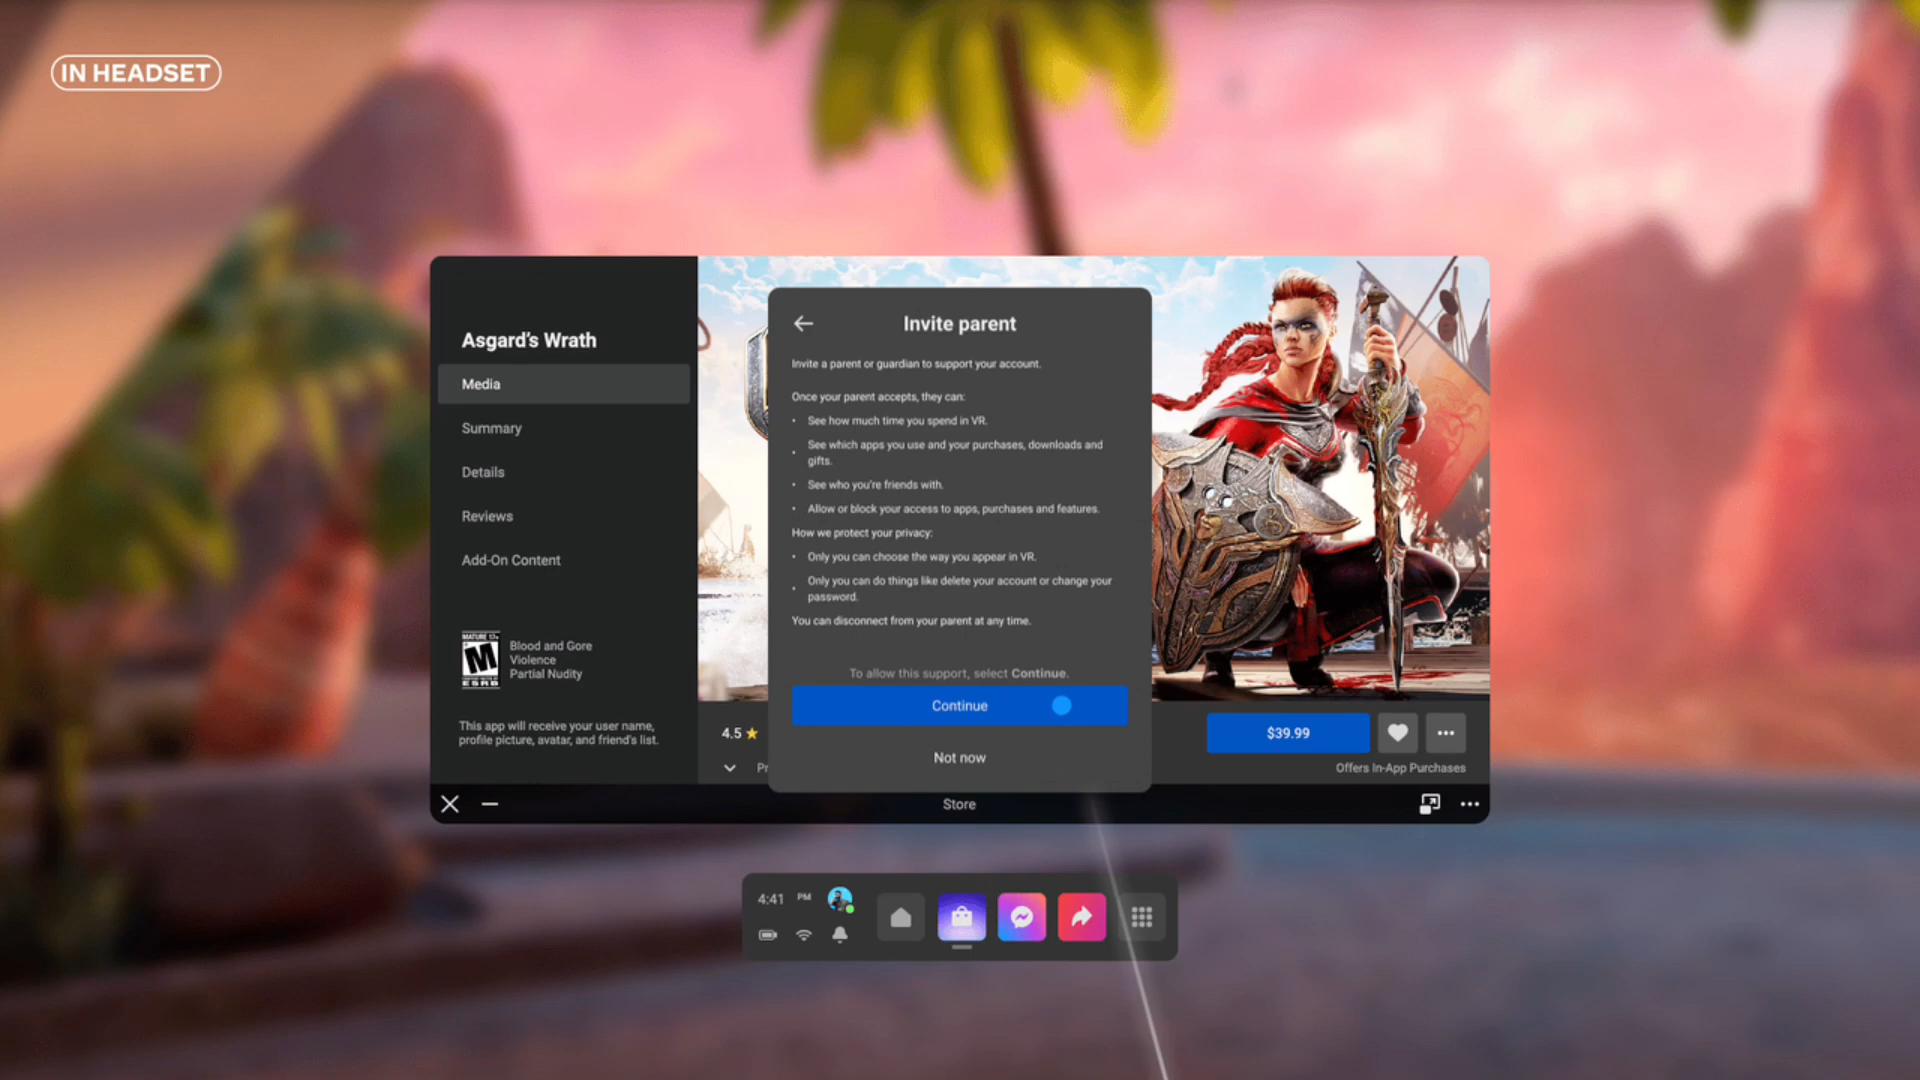 IN HEADSET
Asgard's Wrath
Media
Summary
Details
Reviews
Add-On Content
MATURE 17+
M
ESRB
Blood and Gore
Violence
Partial Nudity
This app will receive your user name,
profile picture, avatar, and friend's list.
Invite parent
Invite a parent or guardian to support your account.
Once your parent accepts, they can:
• See how much time you spend in VR.
• See which apps you use and your purchases, downloads and
gifts.
• See who you're friends with.
• Allow or block your access to apps, purchases and features.
How we protect your privacy:
• Only you can choose the way you appear in VR.
• Only you can do things like delete your account or change your
password.
You can disconnect from your parent at any time.
To allow this support, select Continue.
Continue
Not now
4.5
Pr
$39.99
Offers In-App Purchases
Store
4:41 PM